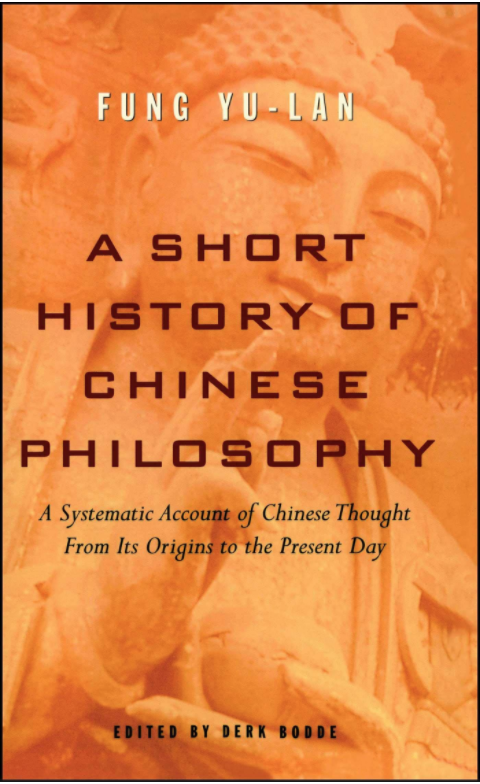 FUNG YU-LAN
A SHORT
HISTORY OF
CHINESE
PHILOSOPHY
A Systematic Account of Chinese Thought
From Its Origins to the Present Day
EDITED BY DERK BODDE